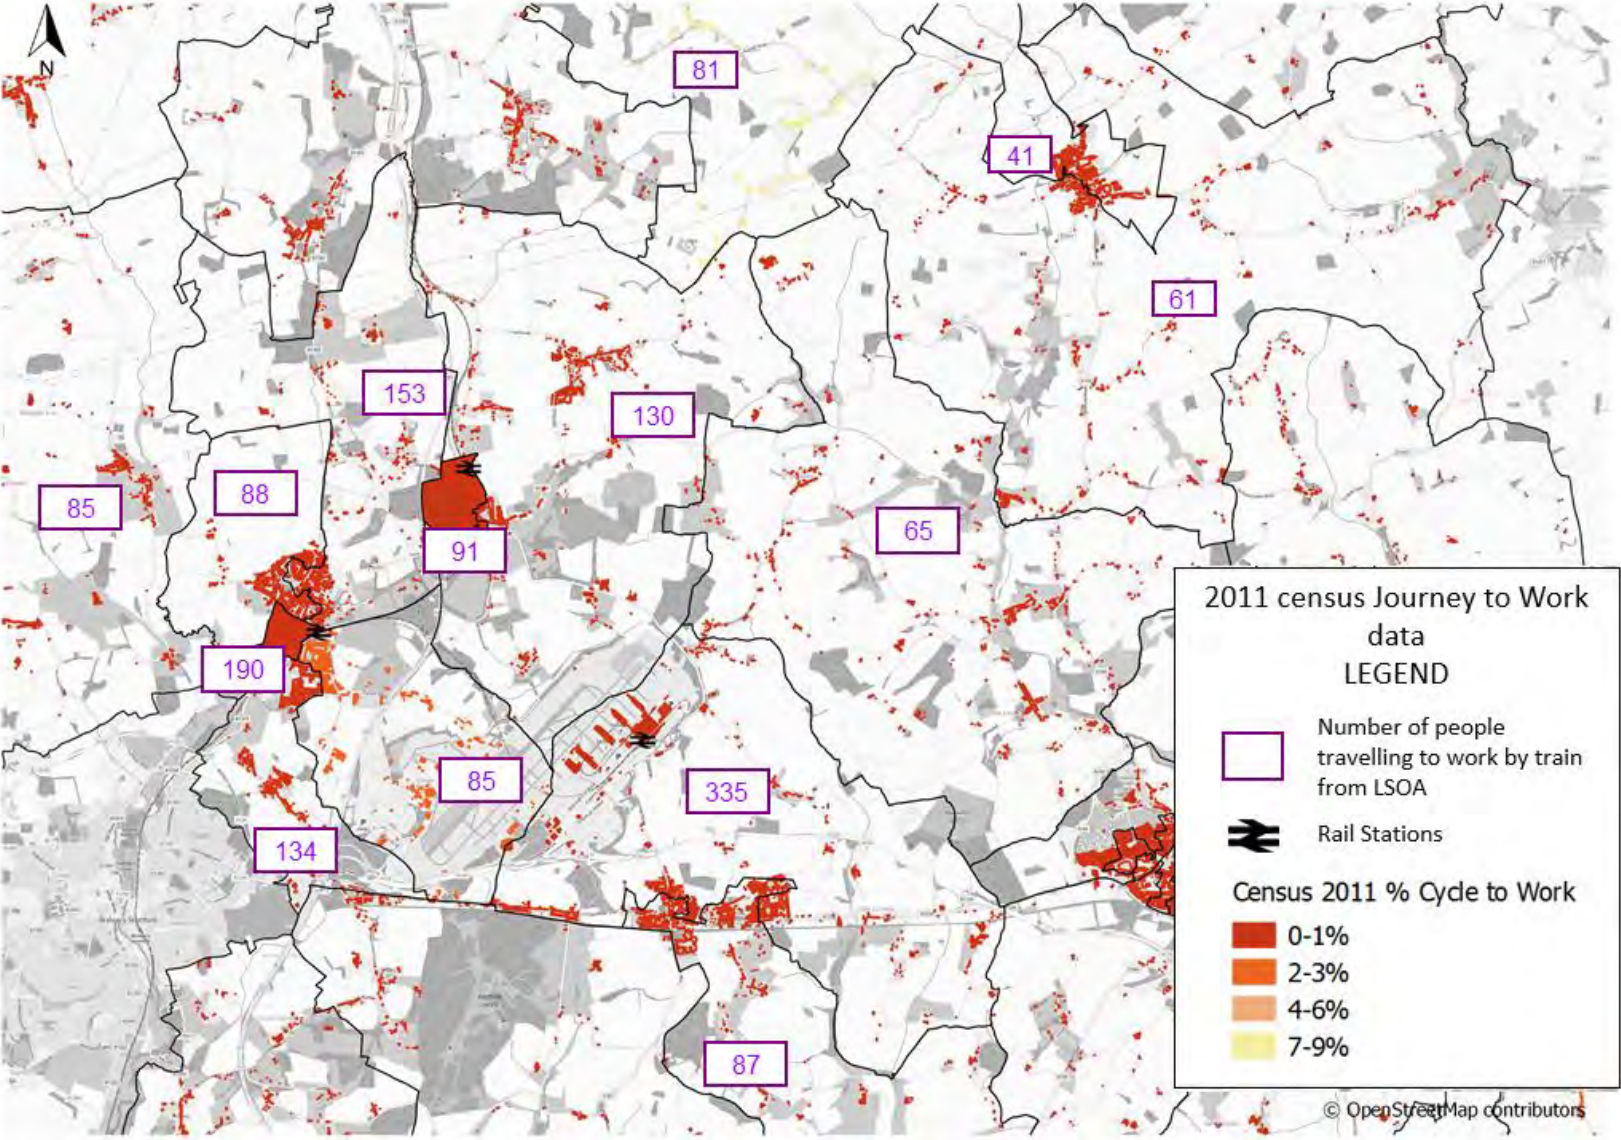 N
81
41
61
153
130
88
85
65
91
190
85
335
134
87
2011 census Journey to Work
data
LEGEND
Number of people
travelling to work by train
from LSOA
Rail Stations
Census 2011 % Cycle to Work
0-1%
2-3%
4-6%
7-9%
© OpenStreetMap contributors